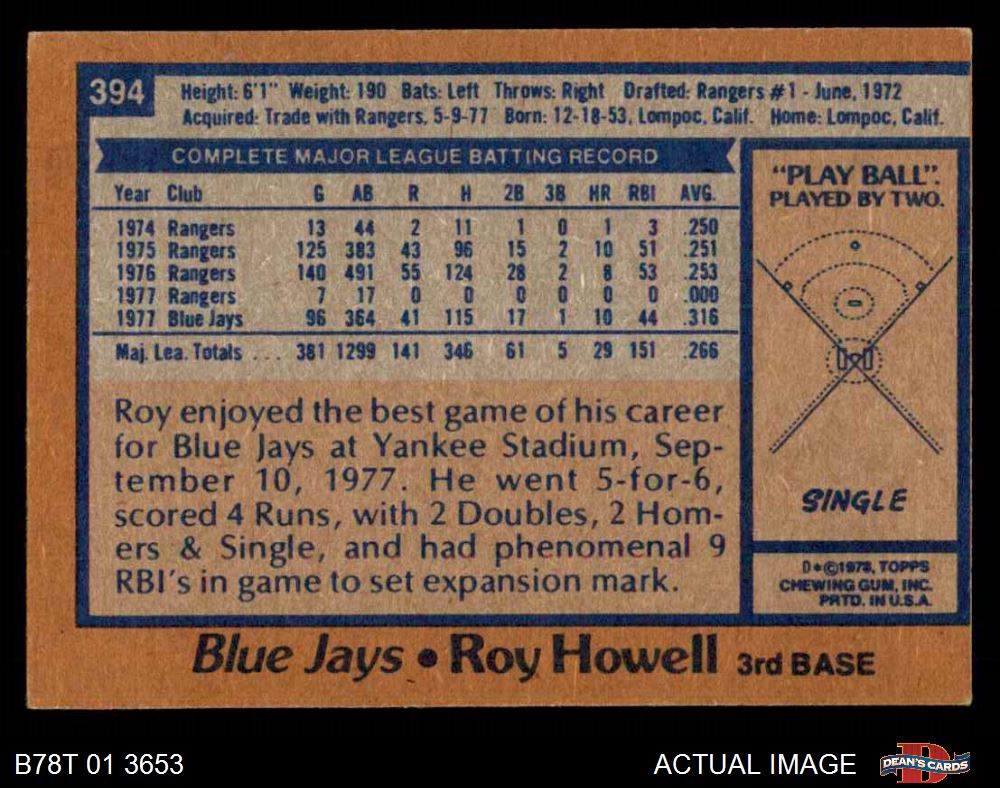 394
Height: 6'1" Weight: 190 Bats: Left Throws: Right Drafted: Rangers #1 - June, 1972
Acquired: Trade with Rangers, 5-9-77 Born: 12-18-53, Lompoc, Calif. Home: Lompoc, Calif.
COMPLETE MAJOR LEAGUE BATTING RECORD
Year Club G AB R H 2B 3B HR RBI AVG.
1974 Rangers 13 44 2 11 1 0 1 3 .250
1975 Rangers 125 383 43 96 15 2 10 51 .251
1976 Rangers 140 491 55 124 28 2 8 53 .253
1977 Rangers 7 17 0 0 0 0 0 0 .000
1977 Blue Jays 96 364 41 115 17 1 10 44 .316
Maj. Lea. Totals ... 381 1299 141 346 61 5 29 151 .266
Roy enjoyed the best game of his career
for Blue Jays at Yankee Stadium, Sep-
tember 10, 1977. He went 5-for-6,
scored 4 Runs, with 2 Doubles, 2 Hom-
ers & Single, and had phenomenal 9
RBI's in game to set expansion mark.
"PLAY BALL".
PLAYED BY TWO.
SINGLE
D*©1978, TOPPS
CHEWING GUM, INC.
PRTD. IN U.S.A.
Blue Jays • Roy Howell 3rd BASE
B78T 01 3653
ACTUAL IMAGE
DEAN'S CARDS